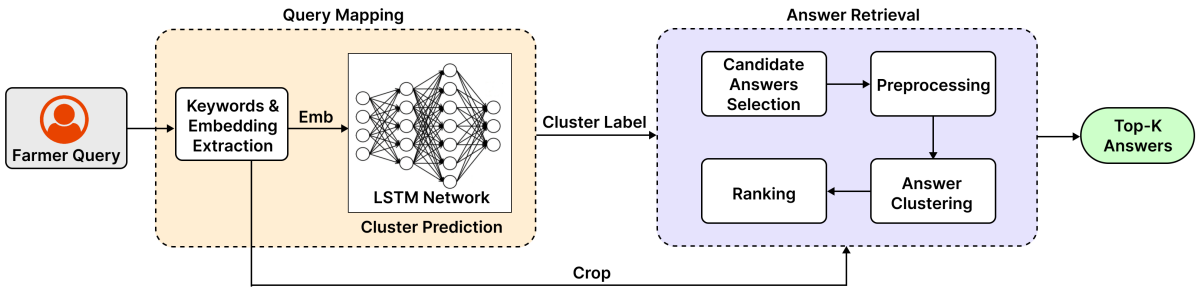 Query Mapping
Answer Retrieval
Farmer Query
Keywords &
Embedding
Extraction
Emb
LSTM Network
Cluster Prediction
Cluster Label
Candidate
Answers
Selection
Preprocessing
Ranking
Answer
Clustering
Top-K
Answers
Crop